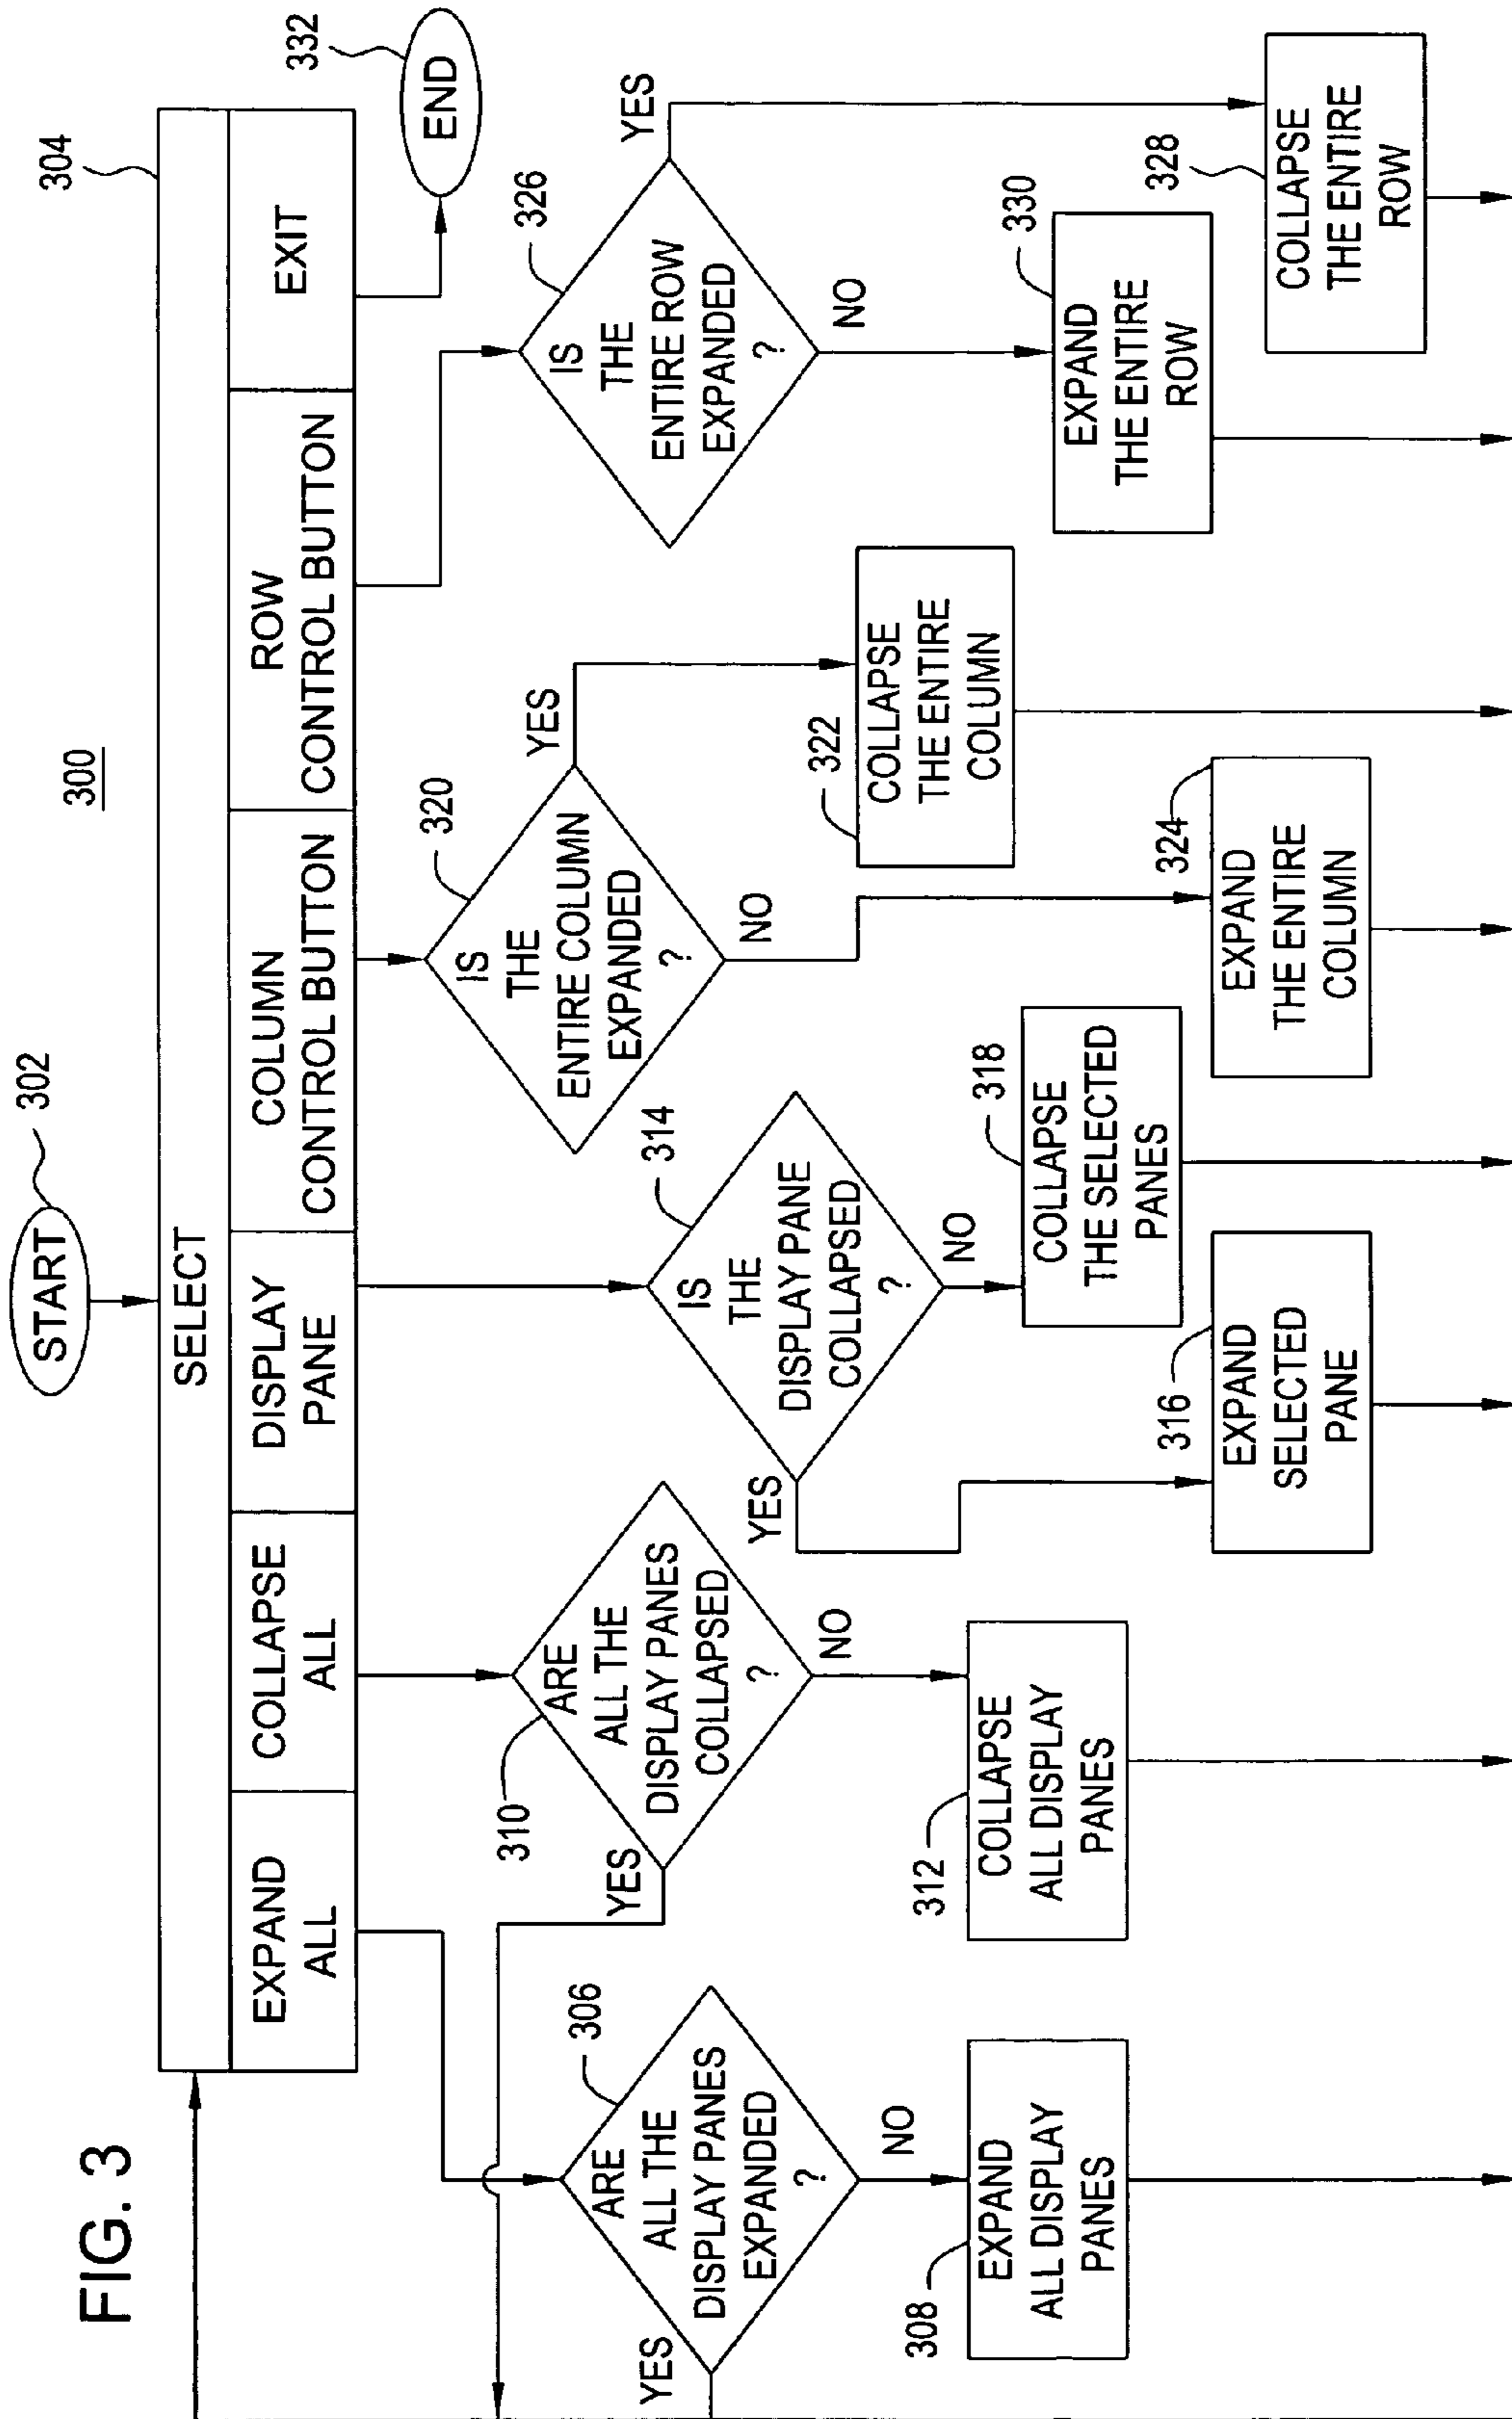 FIG. 3
300
START
302
304
SELECT
EXPAND
ALL
COLLAPSE
ALL
DISPLAY
PANE
COLUMN
CONTROL BUTTON
ROW
CONTROL BUTTON
EXIT
332
END
306
ARE
ALL THE
DISPLAY PANES
EXPANDED
?
YES
NO
308
EXPAND
ALL DISPLAY
PANES
310
ARE
ALL THE
DISPLAY PANES
COLLAPSED
?
YES
NO
312
COLLAPSE
ALL DISPLAY
PANES
314
IS
THE
DISPLAY PANE
COLLAPSED
?
YES
NO
316
EXPAND
SELECTED
PANE
318
COLLAPSE
THE SELECTED
PANES
320
IS
THE
ENTIRE COLUMN
EXPANDED
?
YES
NO
322
COLLAPSE
THE ENTIRE
COLUMN
324
EXPAND
THE ENTIRE
COLUMN
326
IS
THE
ENTIRE ROW
EXPANDED
?
YES
NO
330
EXPAND
THE ENTIRE
ROW
328
COLLAPSE
THE ENTIRE
ROW